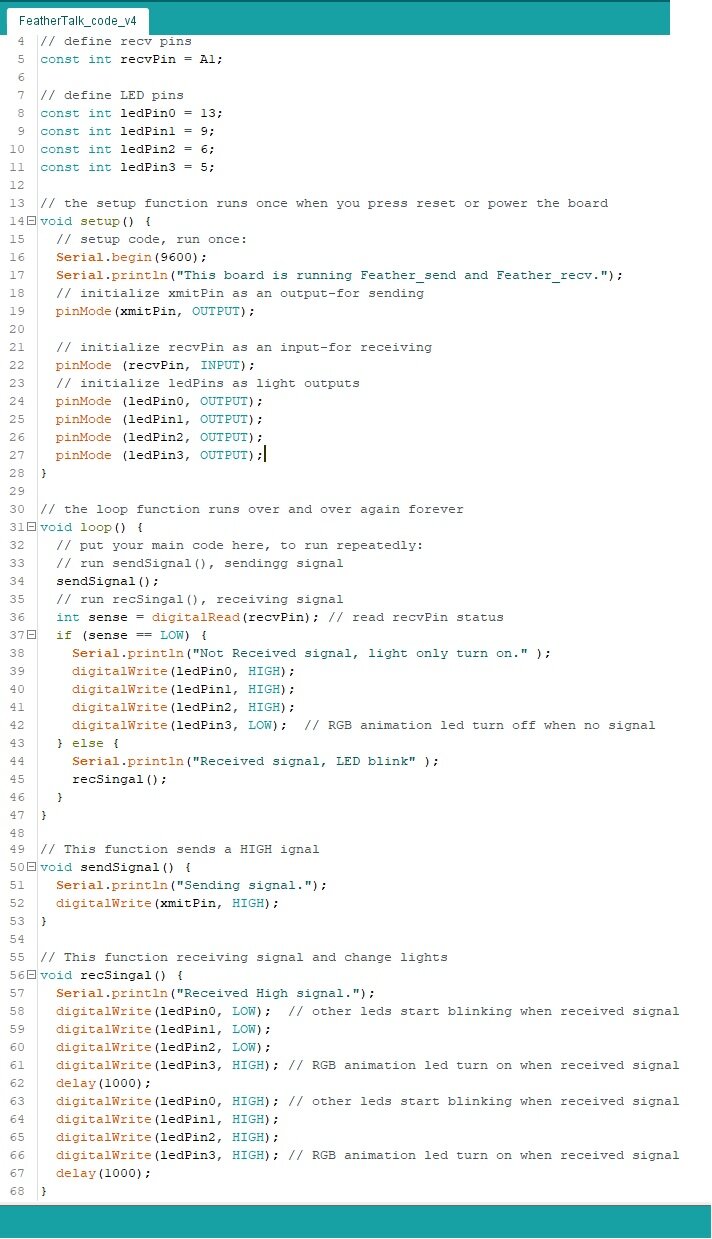 FeatherTalk_code_v4
4 // define recv pins
5 const int recvPin = A1;
6
7 // define LED pins
8 const int ledPin0 = 13;
9 const int ledPin1 = 9;
10 const int ledPin2 = 6;
11 const int ledPin3 = 5;
12
13 // the setup function runs once when you press reset or power the board
14 void setup() {
15 // setup code, run once:
16 Serial.begin(9600);
17 Serial.println("This board is running Feather_send and Feather_recv.");
18 // initialize xmitPin as an output-for sending
19 pinMode(xmitPin, OUTPUT);
20
21 // initialize recvPin as an input-for receiving
22 pinMode (recvPin, INPUT);
23 // initialize ledPins as light outputs
24 pinMode (ledPin0, OUTPUT);
25 pinMode (ledPin1, OUTPUT);
26 pinMode (ledPin2, OUTPUT);
27 pinMode (ledPin3, OUTPUT);
28 }
29
30 // the loop function runs over and over again forever
31 void loop() {
32 // put your main code here, to run repeatedly:
33 // run sendSignal(), sendingg signal
34 sendSignal();
35 // run recSingal(), receiving signal
36 int sense = digitalRead(recvPin); // read recvPin status
37 if (sense == LOW) {
38 Serial.println("Not Received signal, light only turn on." );
39 digitalWrite(ledPin0, HIGH);
40 digitalWrite(ledPin1, HIGH);
41 digitalWrite(ledPin2, HIGH);
42 digitalWrite(ledPin3, LOW); // RGB animation led turn off when no signal
43 } else {
44 Serial.println("Received signal, LED blink" );
45 recSingal();
46 }
47 }
48
49 // This function sends a HIGH ignal
50 void sendSignal() {
51 Serial.println("Sending signal.");
52 digitalWrite(xmitPin, HIGH);
53 }
54
55 // This function receiving signal and change lights
56 void recSingal() {
57 Serial.println("Received High signal.");
58 digitalWrite(ledPin0, LOW); // other leds start blinking when received signal
59 digitalWrite(ledPin1, LOW);
60 digitalWrite(ledPin2, LOW);
61 digitalWrite(ledPin3, HIGH); // RGB animation led turn on when received signal
62 delay(1000);
63 digitalWrite(ledPin0, HIGH); // other leds start blinking when received signal
64 digitalWrite(ledPin1, HIGH);
65 digitalWrite(ledPin2, HIGH);
66 digitalWrite(ledPin3, HIGH); // RGB animation led turn on when received signal
67 delay(1000);
68 }